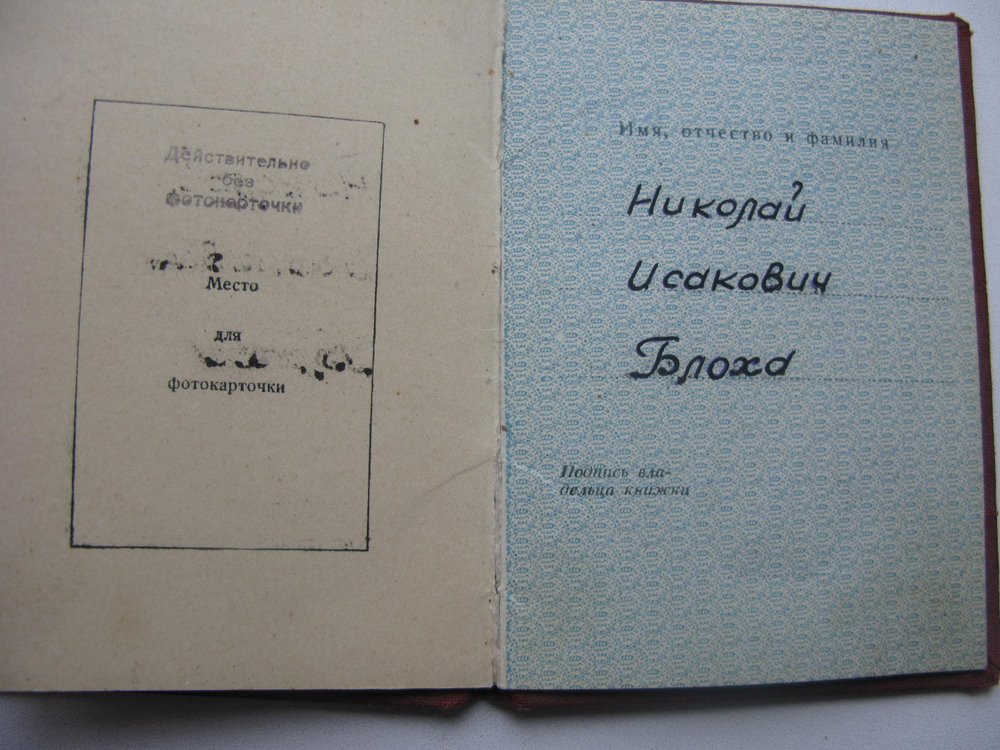 Действительно
без
фотокарточки
Место
для
фотокарточки
Имя, отчество и фамилия
Николай
Исакович
Блоха
Подпись вла-
дельца книжки